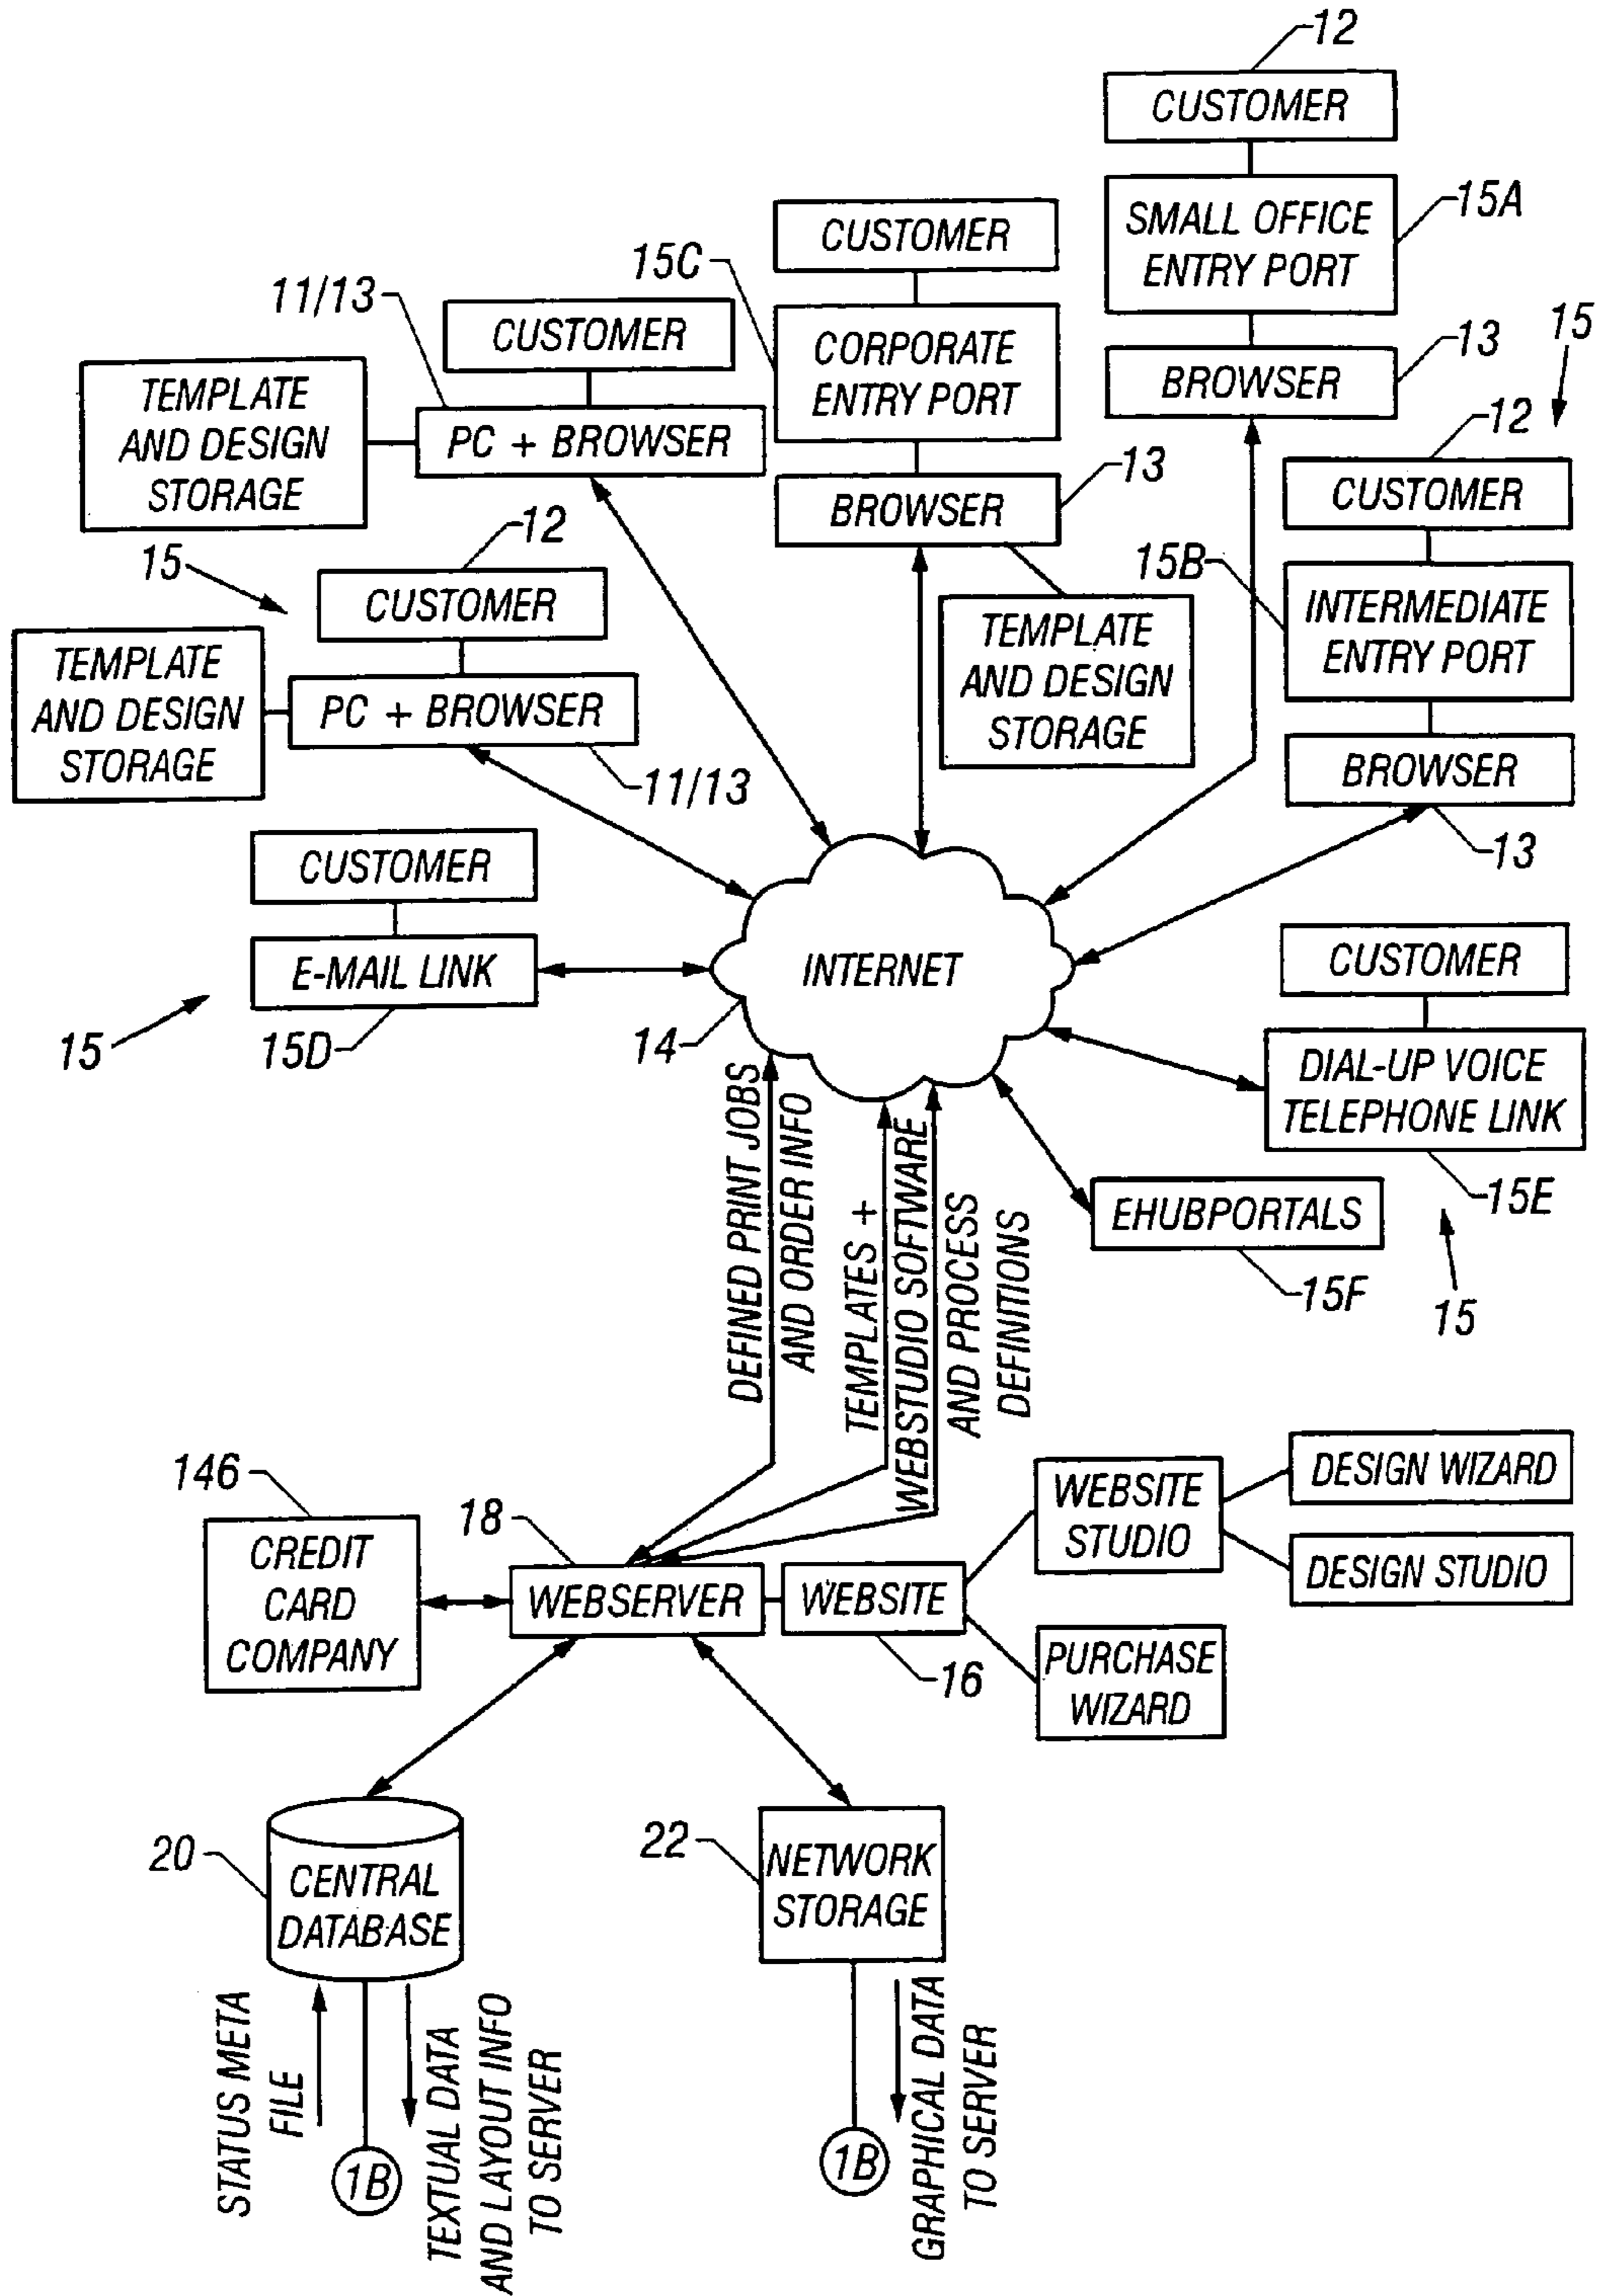 12
CUSTOMER
SMALL OFFICE
ENTRY PORT
15A
CUSTOMER
15C
CORPORATE
ENTRY PORT
11/13
CUSTOMER
13
BROWSER
15
TEMPLATE
AND DESIGN
STORAGE
PC + BROWSER
13
BROWSER
12
CUSTOMER
12
CUSTOMER
15
TEMPLATE
AND DESIGN
STORAGE
15B
INTERMEDIATE
ENTRY PORT
TEMPLATE
AND DESIGN
STORAGE
PC + BROWSER
11/13
BROWSER
13
CUSTOMER
E-MAIL LINK
15D
15
INTERNET
14
CUSTOMER
DIAL-UP VOICE
TELEPHONE LINK
15E
EHUBPORTALS
15F
15
DEFINED PRINT JOBS
AND ORDER INFO
TEMPLATES +
WEBSTUDIO SOFTWARE
AND PROCESS
DEFINITIONS
146
CREDIT
CARD
COMPANY
18
WEBSERVER
WEBSITE
16
WEBSITE
STUDIO
DESIGN WIZARD
DESIGN STUDIO
PURCHASE
WIZARD
20
CENTRAL
DATABASE
22
NETWORK
STORAGE
STATUS META
FILE
1B
TEXTUAL DATA
AND LAYOUT INFO
TO SERVER
1B
GRAPHICAL DATA
TO SERVER